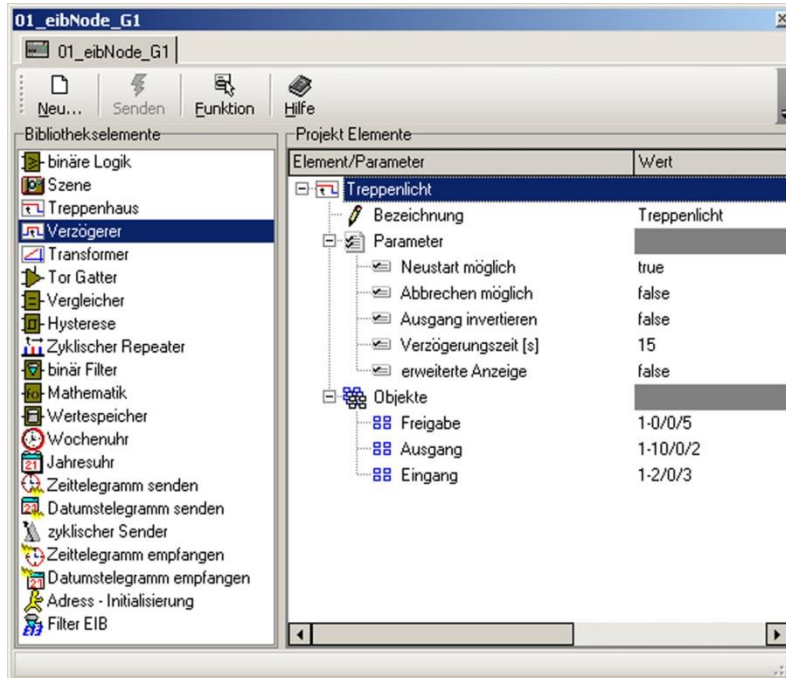 01_eibNode_G1
01_eibNode_G1
Neu... Senden Funktion Hilfe
Bibliothekselemente
binäre Logik
Szene
Treppenhaus
Verzögerer
Transformer
Tor Gatter
Vergleicher
Hysterese
Zyklischer Repeater
binär Filter
Mathematik
Wertespeicher
Wochenuhr
Jahresuhr
Zeittelegramm senden
Datumstelegramm senden
zyklischer Sender
Zeittelegramm empfangen
Datumstelegramm empfangen
Adress - Initialisierung
Filter EIB
Projekt Elemente
Element/Parameter Wert
Treppenlicht
Bezeichnung Treppenlicht
Parameter
Neustart möglich true
Abbrechen möglich false
Ausgang invertieren false
Verzögerungszeit [s] 15
erweiterte Anzeige false
Objekte
Freigabe 1-0/0/5
Ausgang 1-10/0/2
Eingang 1-2/0/3